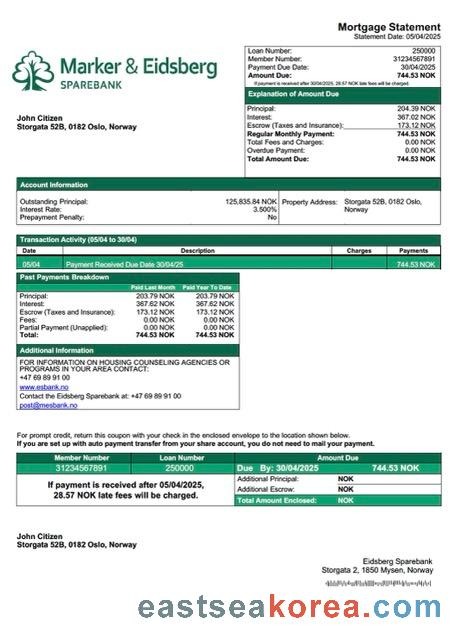 Mortgage Statement
Statement Date: 05/04/2025
Marker & Eidsberg
SPAREBANK
Loan Number: 250000
Member Number: 31234567891
Payment Due Date: 30/04/2025
Amount Due: 744.53 NOK
If payment is received after 30/04/2025, 28.57 NOK late fees will be charged.
Explanation of Amount Due
Principal: 204.39 NOK
Interest: 367.02 NOK
Escrow (Taxes and Insurance): 173.12 NOK
Regular Monthly Payment: 744.53 NOK
Total Fees and Charges: 0.00 NOK
Overdue Payment: 0.00 NOK
Total Amount Due: 744.53 NOK
John Citizen
Storgata 52B, 0182 Oslo, Norway
Account Information
Outstanding Principal: 125,835.84 NOK Property Address: Storgata 52B, 0182 Oslo,
Interest Rate: 3.500% Norway
Prepayment Penalty: No
Transaction Activity (05/04 to 30/04)
Date Description Charges Payments
05/04 Payment Received Due Date 30/04/25 744.53 NOK
Past Payments Breakdown
Paid Last Month Paid Year To Date
Principal: 203.79 NOK 203.79 NOK
Interest: 367.62 NOK 367.62 NOK
Escrow (Taxes and Insurance): 173.12 NOK 173.12 NOK
Fees: 0.00 NOK 0.00 NOK
Partial Payment (Unapplied): 0.00 NOK 0.00 NOK
Total: 744.53 NOK 744.53 NOK
Additional Information
FOR INFORMATION ON HOUSING COUNSELING AGENCIES OR
PROGRAMS IN YOUR AREA CONTACT:
+47 69 89 91 00
www.esbank.no
Contact the Eidsberg Sparebank at: +47 69 89 91 00
post@mesbank.no
For prompt credit, return this coupon with your check in the enclosed envelope to the location shown below.
If you are set up with auto payment transfer from your share account, you do not need to mail your payment.
Member Number Loan Number Amount Due
31234567891 250000 Due By: 30/04/2025 744.53 NOK
If payment is received after 05/04/2025,
28.57 NOK late fees will be charged.
Additional Principal: NOK
Additional Escrow: NOK
Total Amount Enclosed: NOK
John Citizen
Storgata 52B, 0182 Oslo, Norway
Eidsberg Sparebank
Storgata 2, 1850 Mysen, Norway
eastseakorea.com